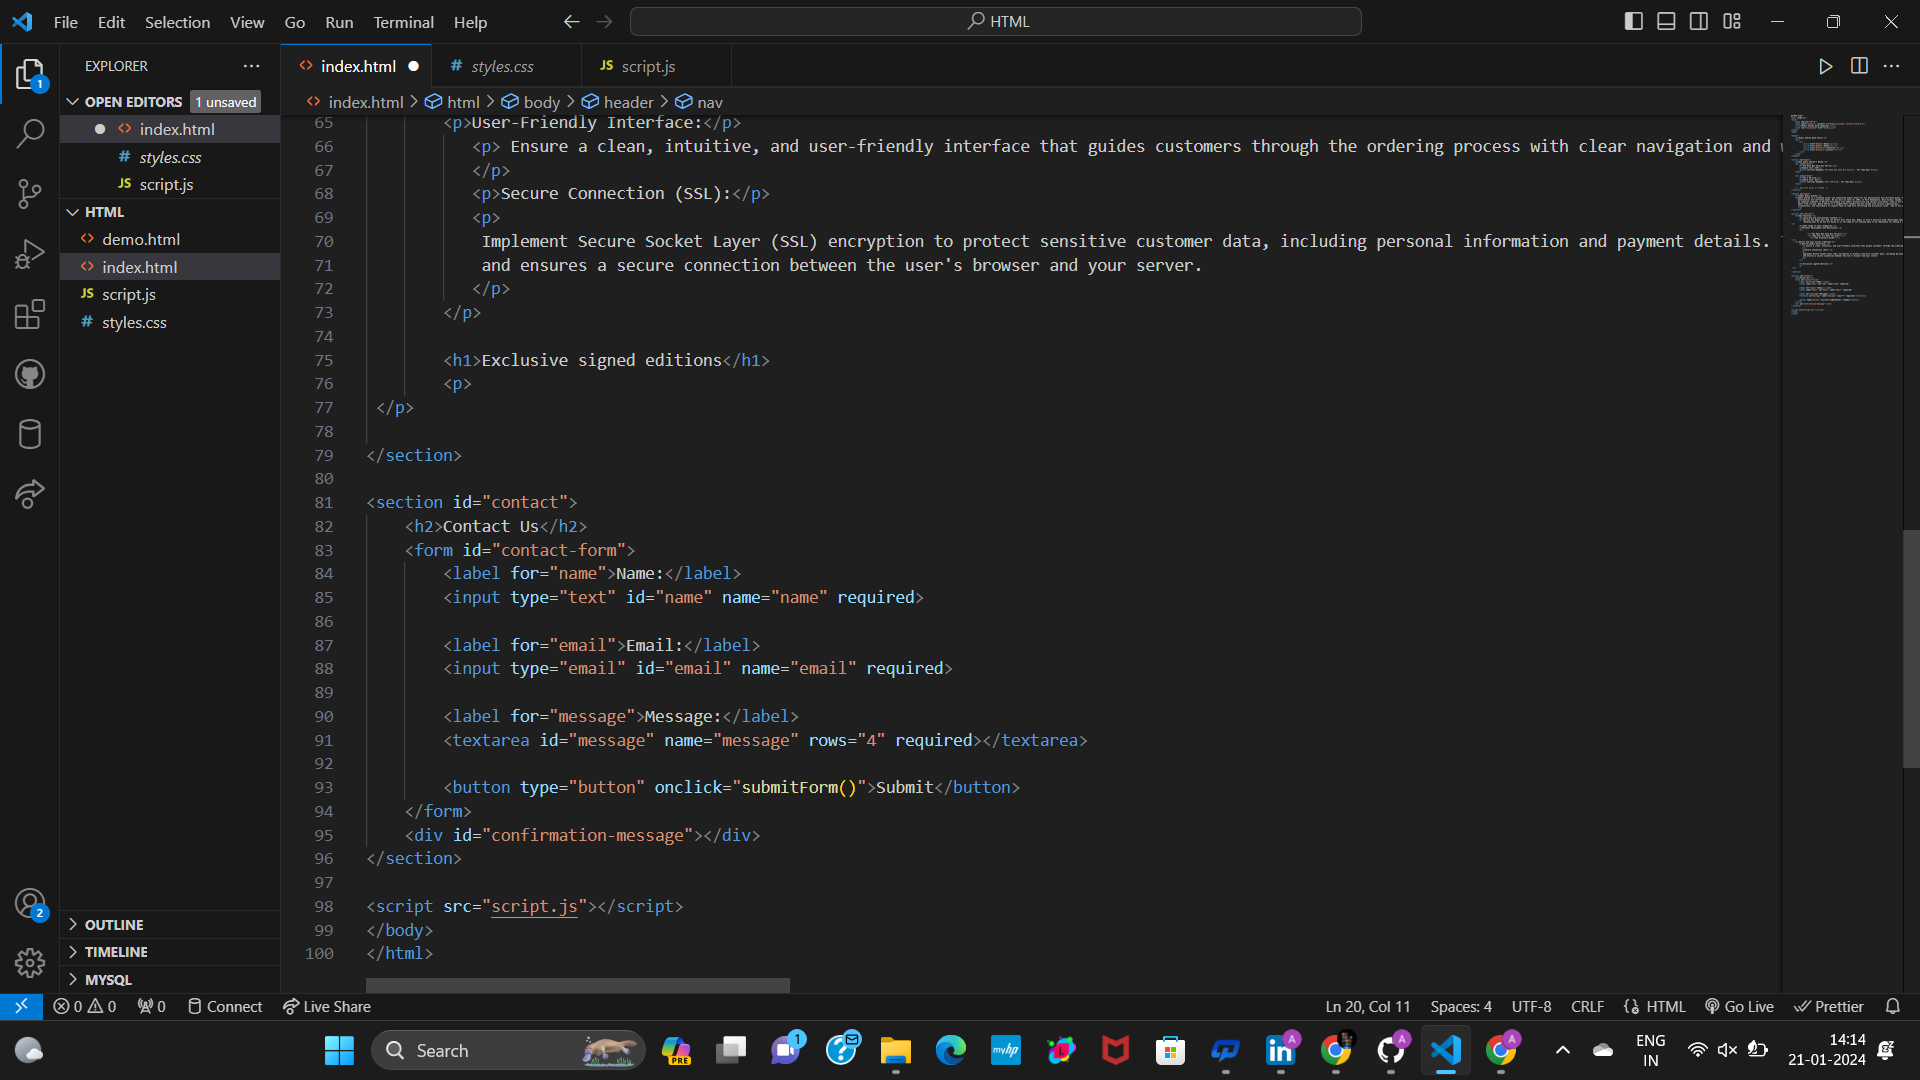 File Edit Selection View Go Run Terminal Help
HTML
EXPLORER
OPEN EDITORS 1 unsaved
index.html
styles.css
script.js
HTML
demo.html
index.html
script.js
styles.css
OUTLINE
TIMELINE
MYSQL
1
2
index.html styles.css script.js
index.html html body header nav
65 <p>User-Friendly Interface:</p>
66 <p> Ensure a clean, intuitive, and user-friendly interface that guides customers through the ordering process with clear navigation and
67 </p>
68 <p>Secure Connection (SSL):</p>
69 <p>
70 Implement Secure Socket Layer (SSL) encryption to protect sensitive customer data, including personal information and payment details.
71 and ensures a secure connection between the user's browser and your server.
72 </p>
73 </p>
74
75 <h1>Exclusive signed editions</h1>
76 <p>
77 </p>
78
79 </section>
80
81 <section id="contact">
82 <h2>Contact Us</h2>
83 <form id="contact-form">
84 <label for="name">Name:</label>
85 <input type="text" id="name" name="name" required>
86
87 <label for="email">Email:</label>
88 <input type="email" id="email" name="email" required>
89
90 <label for="message">Message:</label>
91 <textarea id="message" name="message" rows="4" required></textarea>
92
93 <button type="button" onclick="submitForm()">Submit</button>
94 </form>
95 <div id="confirmation-message"></div>
96 </section>
97
98 <script src="script.js"></script>
99 </body>
100 </html>
0 0 0 Connect Live Share
Ln 20, Col 11 Spaces: 4 UTF-8 CRLF HTML Go Live Prettier
Search
PRE
1
myhp
ENG
IN
14:14
21-01-2024